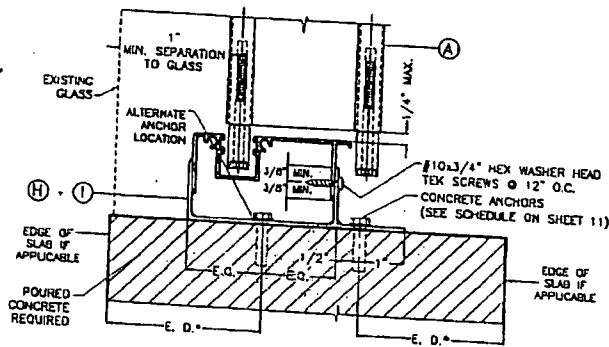 1"
MIN. SEPARATION
TO GLASS
A
EXISTING
GLASS
1/4" MAX.
ALTERNATE
ANCHOR
LOCATION
3/8" MIN.
3/8" MIN.
#10x3/4" HEX WASHER HEAD
TEK SCREWS @ 12" O.C.
H - I
CONCRETE ANCHORS
(SEE SCHEDULE ON SHEET 11)
EDGE OF
SLAB IF
APPLICABLE
1/2"
1"
E.Q.
E.Q.
EDGE OF
SLAB IF
APPLICABLE
POURED
CONCRETE
REQUIRED
E. D.*
E. D.*